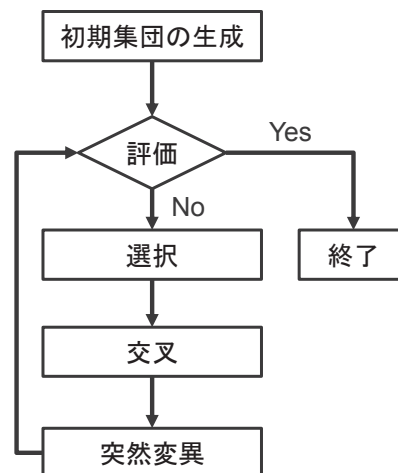 初期集団の生成
評価
Yes
No
選択
終了
交叉
突然変異